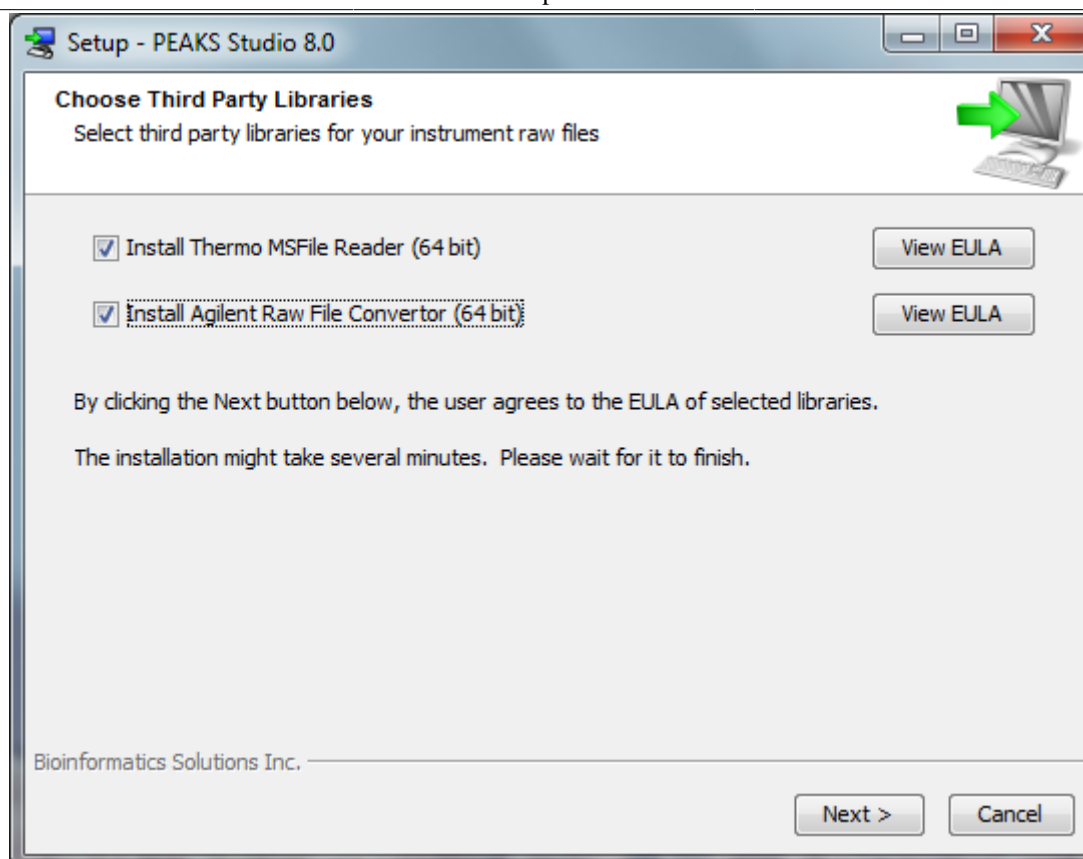 Setup - PEAKS Studio 8.0
Choose Third Party Libraries
Select third party libraries for your instrument raw files
Install Thermo MSFile Reader (64 bit)
View EULA
Install Agilent Raw File Convertor (64 bit)
View EULA
By clicking the Next button below, the user agrees to the EULA of selected libraries.
The installation might take several minutes.  Please wait for it to finish.
Bioinformatics Solutions Inc.
Next >
Cancel